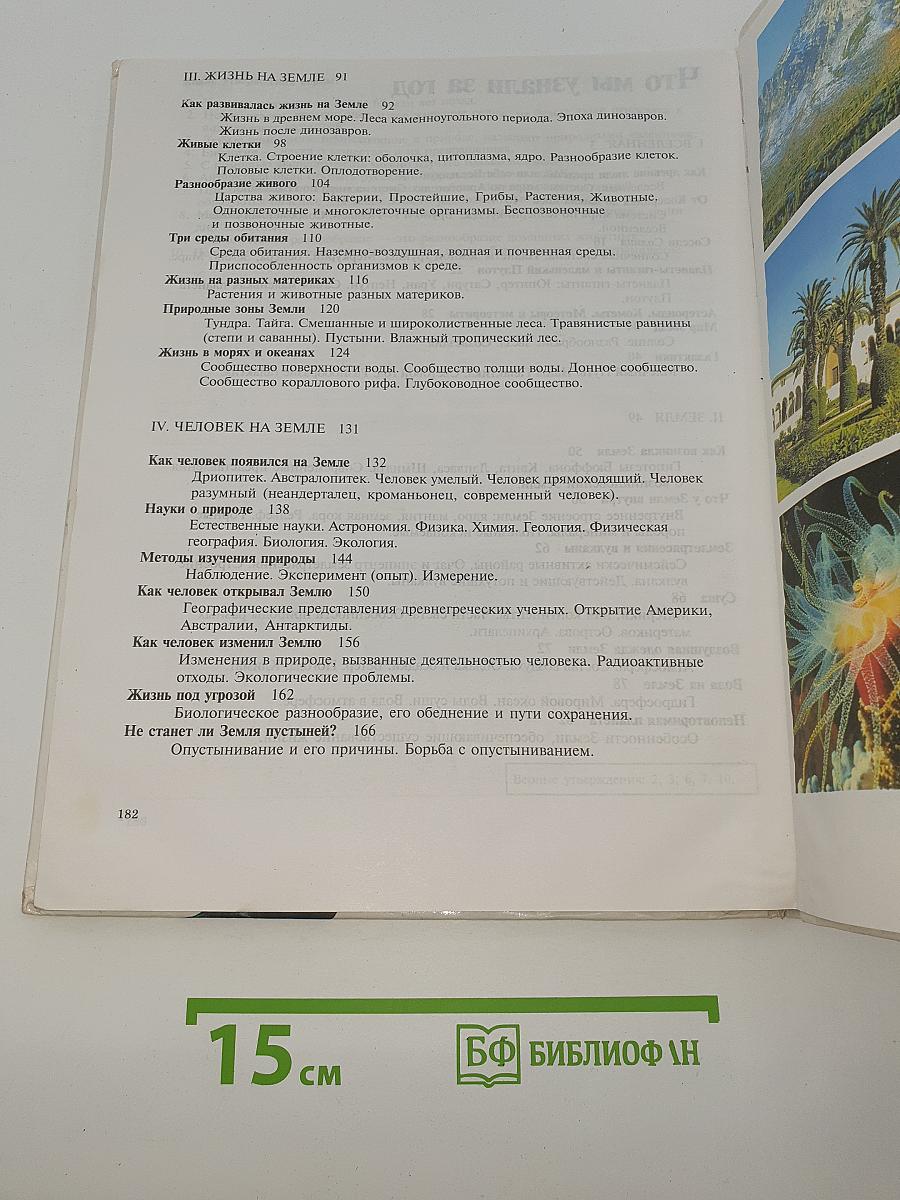 III. ЖИЗНЬ НА ЗЕМЛЕ 91
Как развивалась жизнь на Земле 92
Жизнь в древнем море. Леса каменноугольного периода. Эпоха динозавров.
Жизнь после динозавров.
Живые клетки 98
Клетка. Строение клетки: оболочка, цитоплазма, ядро. Разнообразие клеток.
Половые клетки. Оплодотворение.
Разнообразие живого 104
Царства живого: Бактерии, Простейшие, Грибы, Растения, Животные.
Одноклеточные и многоклеточные организмы. Беспозвоночные
и позвоночные животные.
Три среды обитания 110
Среда обитания. Наземно-воздушная, водная и почвенная среды.
Приспособленность организмов к среде.
Жизнь на разных материках 116
Растения и животные разных материков.
Природные зоны Земли 120
Тундра. Тайга. Смешанные и широколиственные леса. Травянистые равнины
(степи и саванны). Пустыни. Влажный тропический лес.
Жизнь в морях и океанах 124
Сообщество поверхности воды. Сообщество толщи воды. Донное сообщество.
Сообщество кораллового рифа. Глубоководное сообщество.
IV. ЧЕЛОВЕК НА ЗЕМЛЕ 131
Как человек появился на Земле 132
Дриопитек. Австралопитек. Человек умелый. Человек прямоходящий. Человек
разумный (неандерталец, кроманьонец, современный человек).
Науки о природе 138
Естественные науки. Астрономия. Физика. Химия. Геология. Физическая
география. Биология. Экология.
Методы изучения природы 144
Наблюдение. Эксперимент (опыт). Измерение.
Как человек открывал Землю 150
Географические представления древнегреческих ученых. Открытие Америки,
Австралии, Антарктиды.
Как человек изменил Землю 156
Изменения в природе, вызванные деятельностью человека. Радиоактивные
отходы. Экологические проблемы.
Жизнь под угрозой 162
Биологическое разнообразие, его обеднение и пути сохранения.
Не станет ли Земля пустыней? 166
Опустынивание и его причины. Борьба с опустыниванием.
182
15 см
БФ БИБЛИОФ\Н